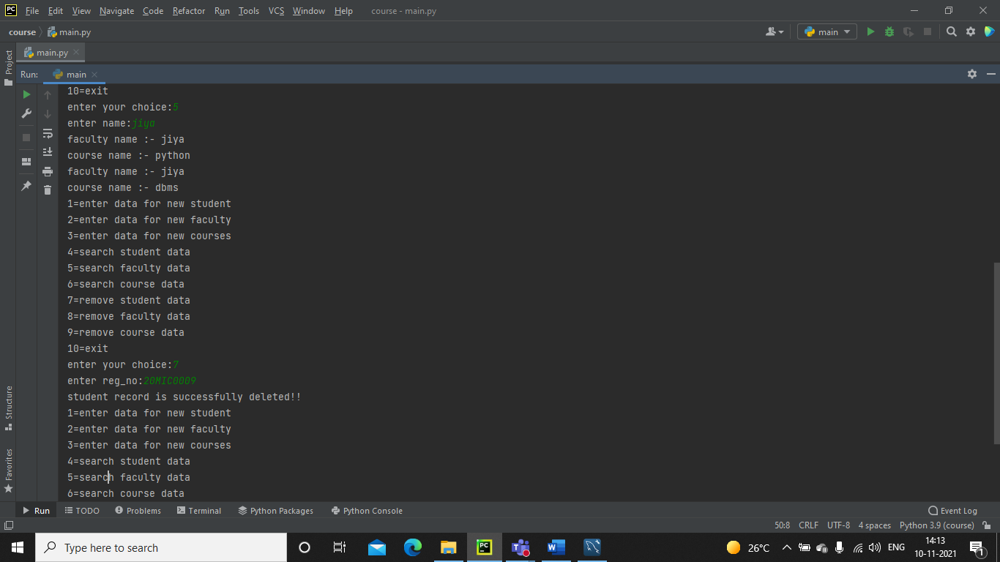 PC File Edit View Navigate Code Refactor Run Tools VCS Window Help course - main.py
course main.py main
Project main.py
Run: main
10=exit
enter your choice:5
enter name:jiya
faculty name :- jiya
course name :- python
faculty name :- jiya
course name :- dbms
1=enter data for new student
2=enter data for new faculty
3=enter data for new courses
4=search student data
5=search faculty data
6=search course data
7=remove student data
8=remove faculty data
9=remove course data
10=exit
enter your choice:7
enter reg_no:20MIC0009
student record is successfully deleted!!
1=enter data for new student
2=enter data for new faculty
3=enter data for new courses
4=search student data
5=search faculty data
6=search course data
Structure
Favorites
Run TODO Problems Terminal Python Packages Python Console Event Log
50:8 CRLF UTF-8 4 spaces Python 3.9 (course)
Type here to search PC W 26°C ENG 14:13
10-11-2021 1